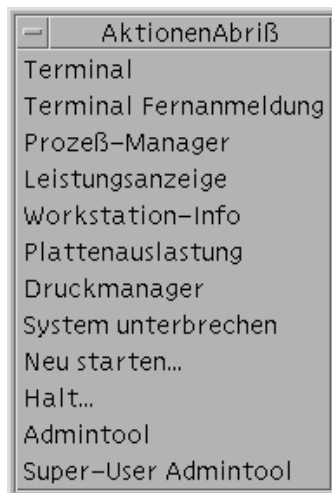 AktionenAbriß
Terminal
Terminal Fernanmeldung
Prozeß-Manager
Leistungsanzeige
Workstation-Info
Plattenauslastung
Druckmanager
System unterbrechen
Neu starten...
Halt...
Admintool
Super-User Admintool